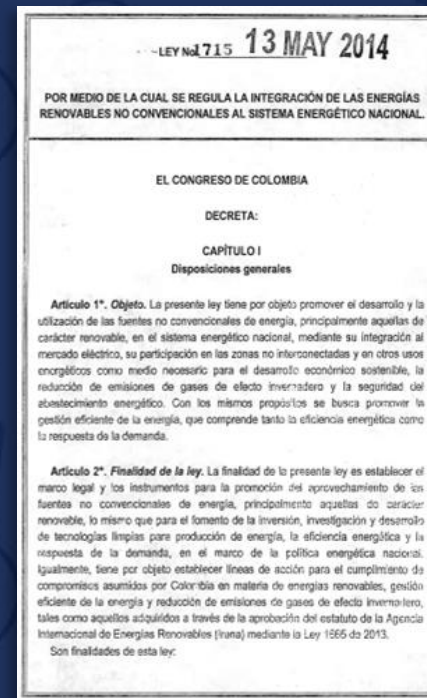 LEY No. 1715 13 MAY 2014
POR MEDIO DE LA CUAL SE REGULA LA INTEGRACIÓN DE LAS ENERGÍAS
RENOVABLES NO CONVENCIONALES AL SISTEMA ENERGÉTICO NACIONAL.
EL CONGRESO DE COLOMBIA
DECRETA:
CAPÍTULO I
Disposiciones generales
Artículo 1°. Objeto. La presente ley tiene por objeto promover el desarrollo y la
utilización de las fuentes no convencionales de energía, principalmente aquellas de
carácter renovable, en el sistema energético nacional, mediante su integración al
mercado eléctrico, su participación en las zonas no interconectadas y en otros usos
energéticos como medio necesario para el desarrollo económico sostenible, la
reducción de emisiones de gases de efecto invernadero y la seguridad del
abastecimiento energético. Con los mismos propósitos se busca promover la
gestión eficiente de la energía, que comprende tanto la eficiencia energética como
la respuesta de la demanda.
Artículo 2°. Finalidad de la ley. La finalidad de la presente ley es establecer el
marco legal y los instrumentos para la promoción del aprovechamiento de las
fuentes no convencionales de energía, principalmente aquellas de carácter
renovable, lo mismo que para el fomento de la inversión, investigación y desarrollo
de tecnologías limpias para producción de energía, la eficiencia energética y la
respuesta de la demanda, en el marco de la política energética nacional.
Igualmente, tiene por objeto establecer líneas de acción para el cumplimiento de
compromisos asumidos por Colombia en materia de energías renovables, gestión
eficiente de la energía y reducción de emisiones de gases de efecto invernadero,
tales como aquellos adquiridos a través de la aprobación del estatuto de la Agencia
Internacional de Energías Renovables (Irena) mediante la Ley 1665 de 2013.
Son finalidades de esta ley: